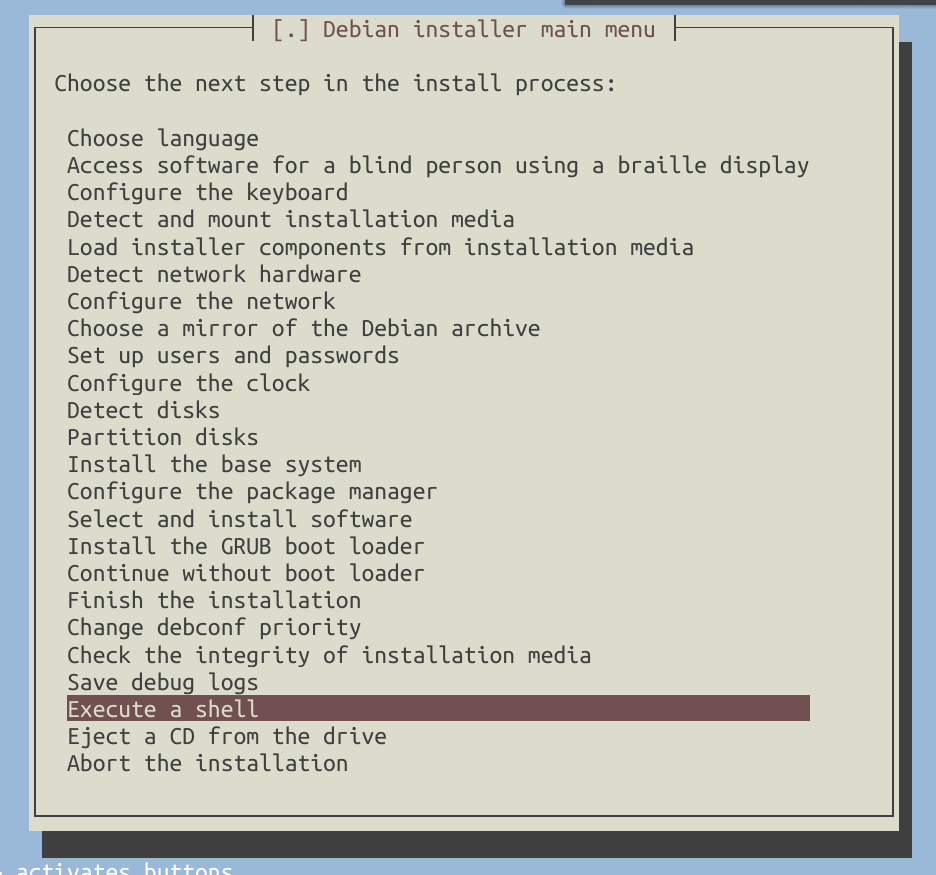 [.] Debian installer main menu
Choose the next step in the install process:
Choose language
Access software for a blind person using a braille display
Configure the keyboard
Detect and mount installation media
Load installer components from installation media
Detect network hardware
Configure the network
Choose a mirror of the Debian archive
Set up users and passwords
Configure the clock
Detect disks
Partition disks
Install the base system
Configure the package manager
Select and install software
Install the GRUB boot loader
Continue without boot loader
Finish the installation
Change debconf priority
Check the integrity of installation media
Save debug logs
Execute a shell
Eject a CD from the drive
Abort the installation
activates buttons